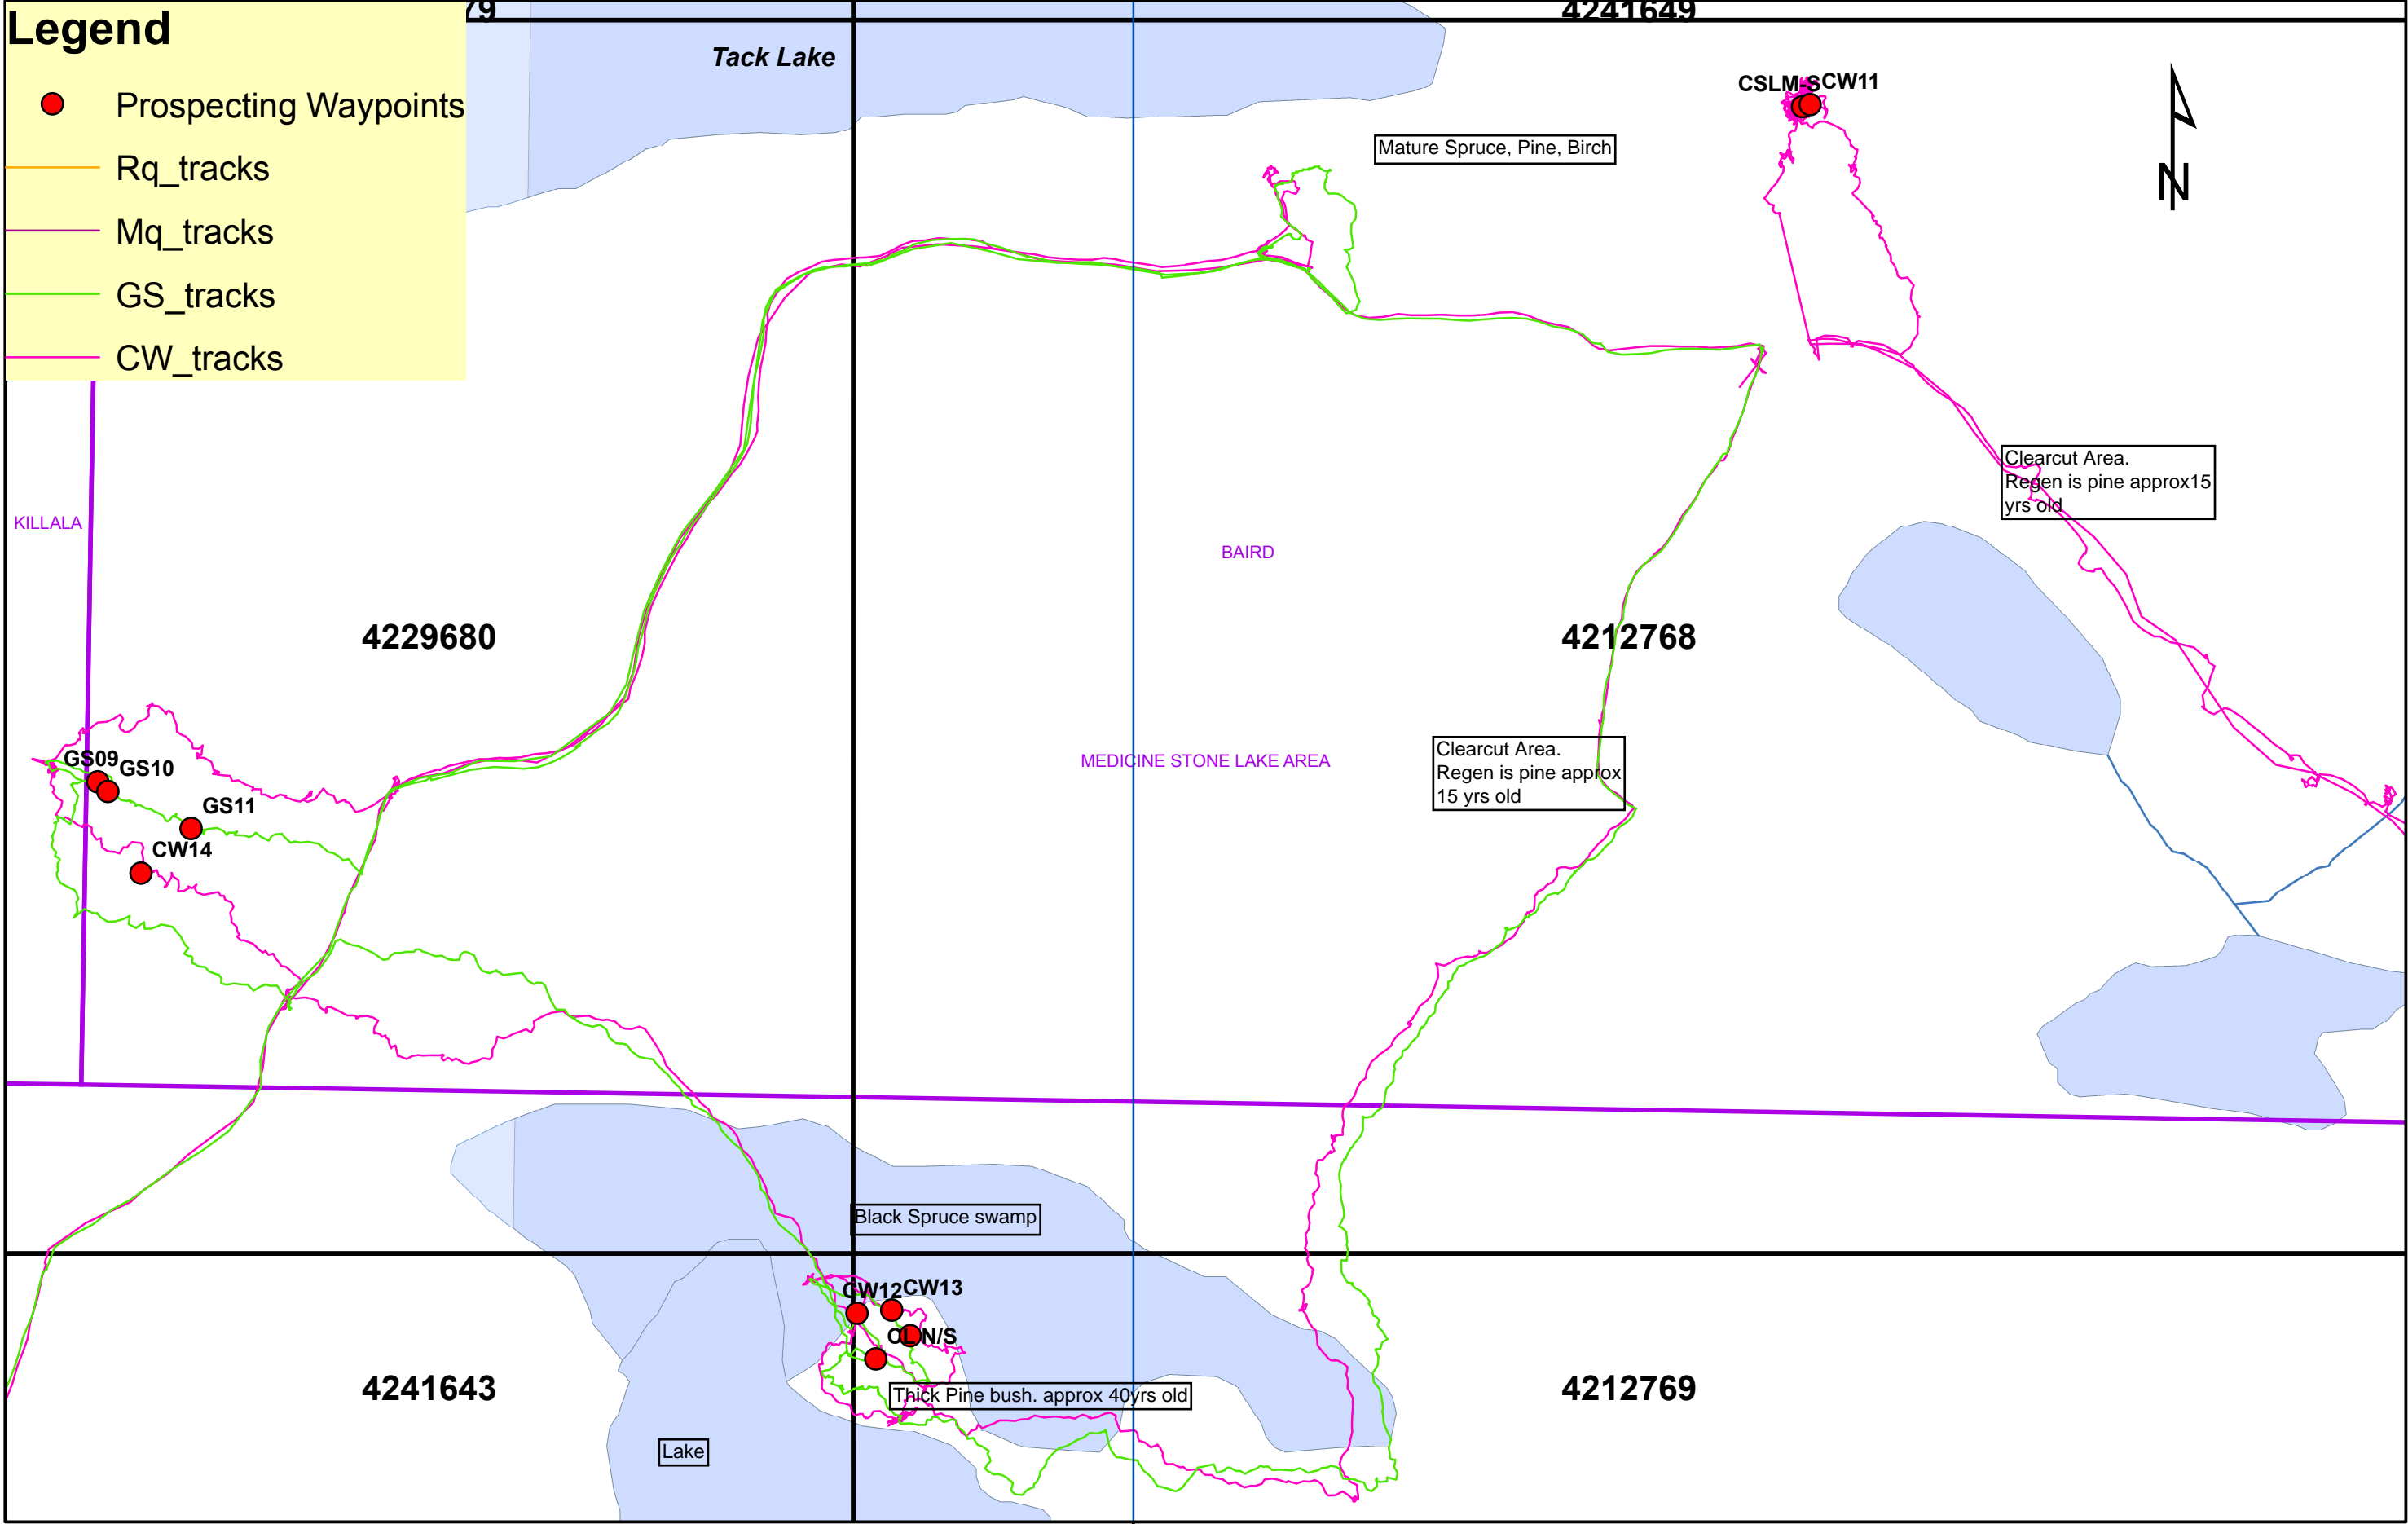 Legend
Prospecting Waypoints
Rq_tracks
Mq_tracks
GS_tracks
CW_tracks
79
4241649
Tack Lake
CSLM-S
CW11
Mature Spruce, Pine, Birch
N
Clearcut Area.
Regen is pine approx15
yrs old
KILLALA
BAIRD
4229680
4212768
MEDICINE STONE LAKE AREA
Clearcut Area.
Regen is pine approx
15 yrs old
GS09
GS10
GS11
CW14
Black Spruce swamp
CW12
CW13
N/S
Thick Pine bush. approx 40yrs old
4241643
4212769
Lake